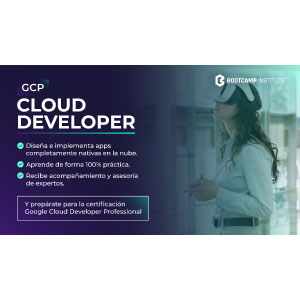 GCP
BOOTCAMP INSTITUTE
CLOUD
DEVELOPER
Diseña e implementa apps
completamente nativas en la nube.
Aprende de forma 100% práctica.
Recibe acompañamiento y asesoría
de expertos.
Y prepárate para la certificación
Google Cloud Developer Professional